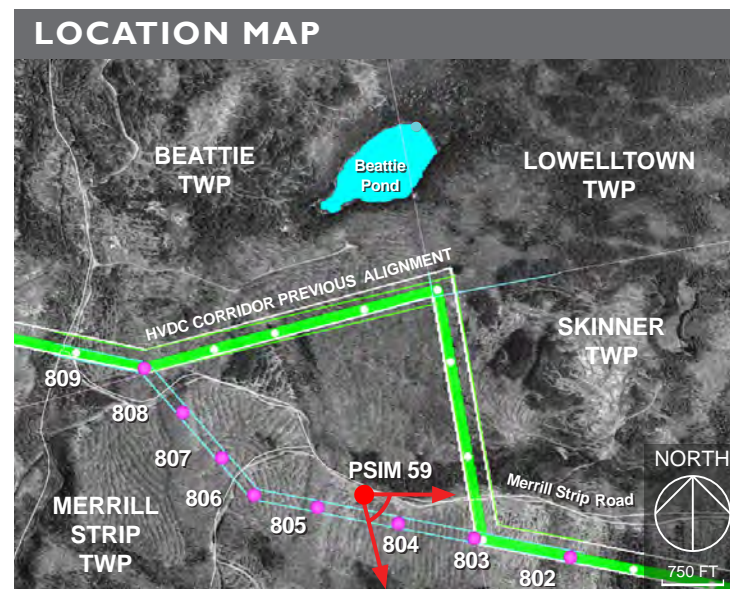 LOCATION MAP
BEATTIE
TWP
Beattie
Pond
LOWELLTOWN
TWP
HVDC CORRIDOR PREVIOUS ALIGNMENT
SKINNER
TWP
809
808
807
806
805
804
803
802
PSIM 59
Merrill Strip Road
MERRILL
STRIP
TWP
NORTH
750 FT